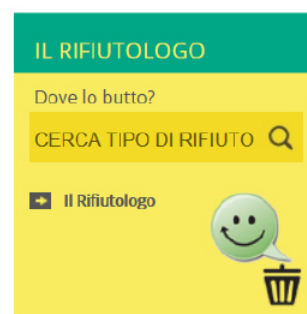 IL RIFIUTOLOGO
Dove lo butto?
CERCA TIPO DI RIFIUTO
Il Rifiutologo